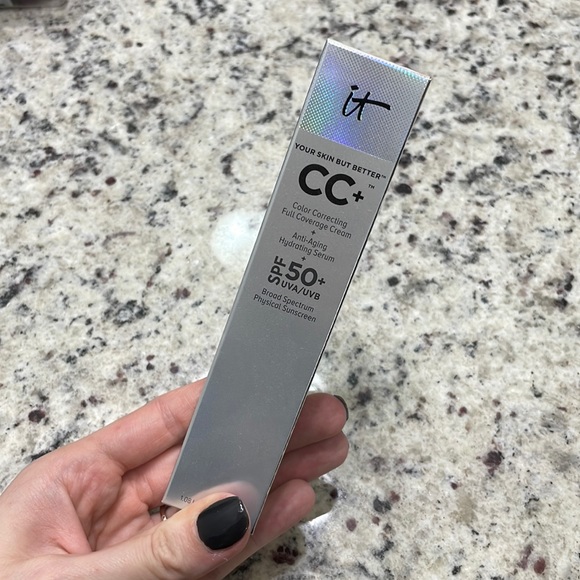 it
YOUR SKIN BUT BETTER™
CC+™
Color Correcting
Full Coverage Cream
+
Anti-Aging
Hydrating Serum
+
SPF 50+
UVA/UVB
Broad Spectrum
Physical Sunscreen